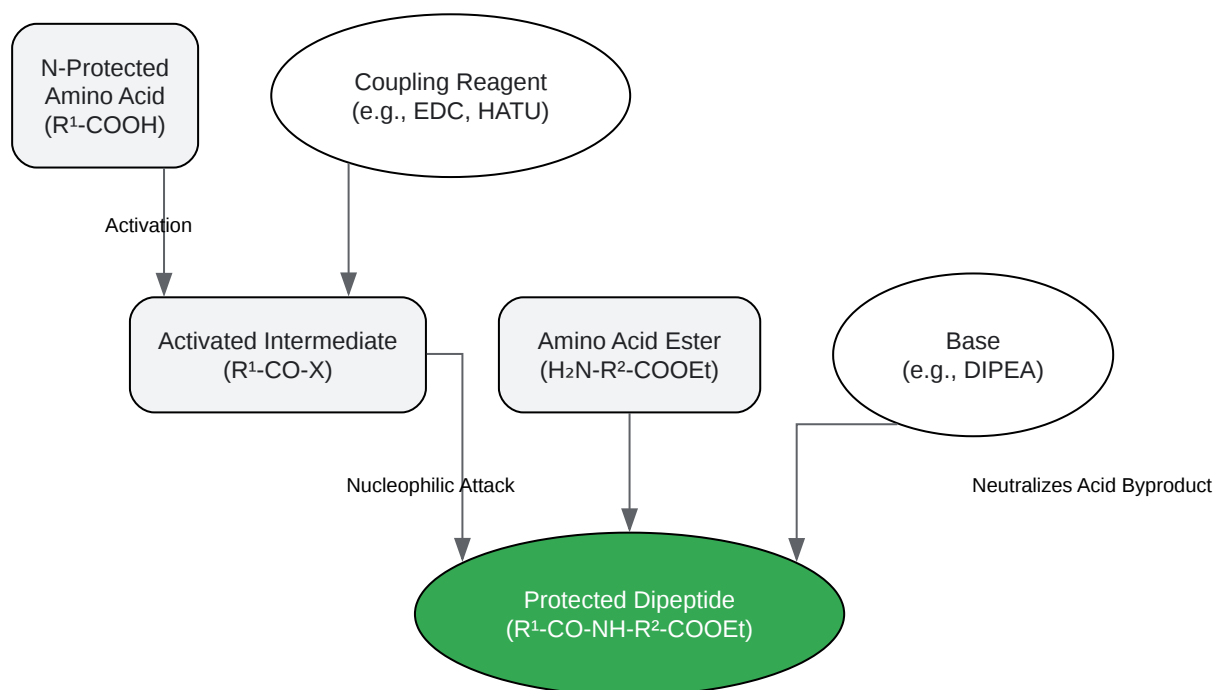 N-Protected
Amino Acid
(R¹-COOH)
Coupling Reagent
(e.g., EDC, HATU)
Activation
Activated Intermediate
(R¹-CO-X)
Amino Acid Ester
(H₂N-R²-COOEt)
Base
(e.g., DIPEA)
Nucleophilic Attack
Neutralizes Acid Byproduct
Protected Dipeptide
(R¹-CO-NH-R²-COOEt)